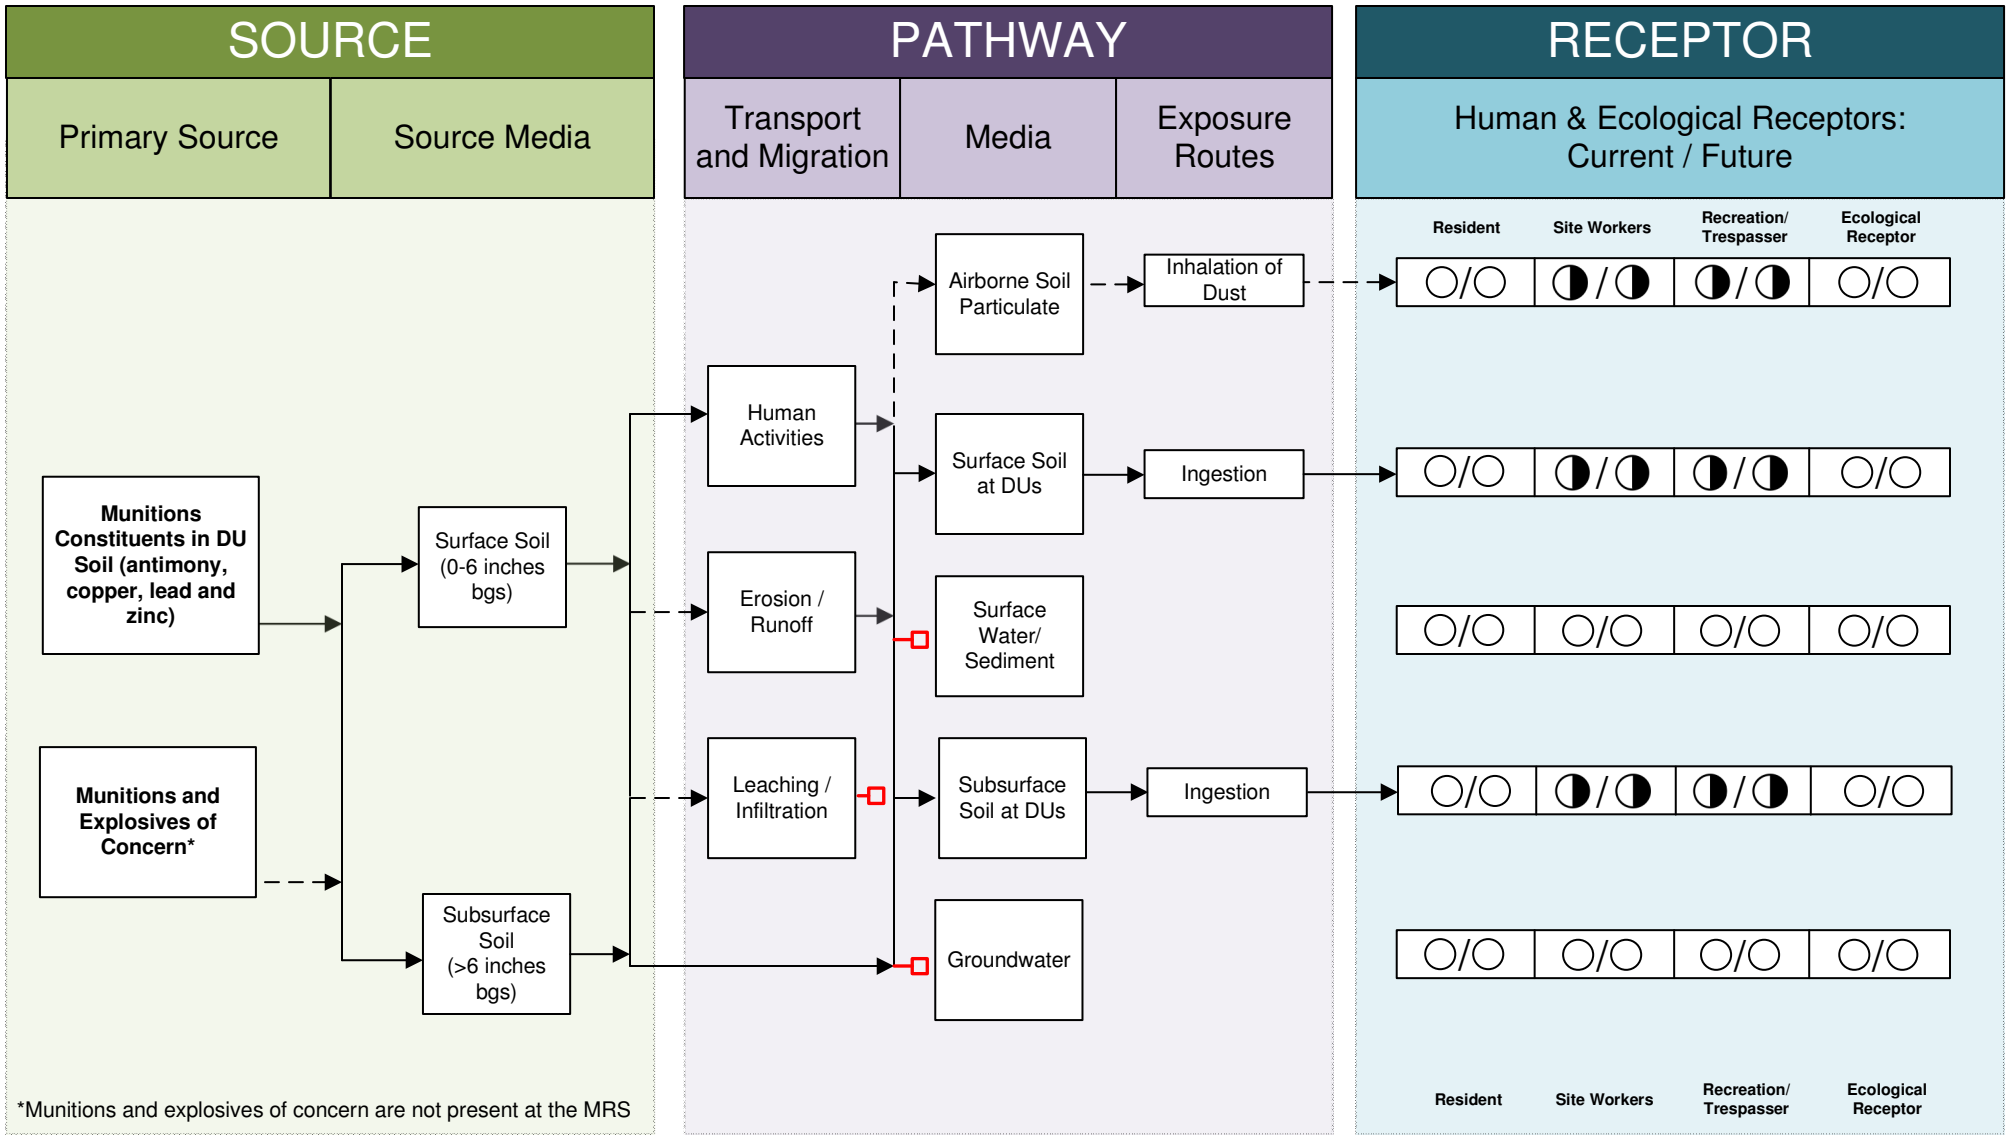 SOURCE
PATHWAY
RECEPTOR
Primary Source
Source Media
Transport
and Migration
Media
Exposure
Routes
Human & Ecological Receptors:
Current / Future
Resident
Site Workers
Recreation/
Trespasser
Ecological
Receptor
Airborne Soil
Particulate
Inhalation of
Dust
Human
Activities
Surface Soil
at DUs
Ingestion
Munitions
Constituents in DU
Soil (antimony,
copper, lead and
zinc)
Surface Soil
(0-6 inches
bgs)
Erosion /
Runoff
Surface
Water/
Sediment
Munitions and
Explosives of
Concern*
Leaching /
Infiltration
Subsurface
Soil at DUs
Ingestion
Subsurface
Soil
(>6 inches
bgs)
Groundwater
*Munitions and explosives of concern are not present at the MRS
Resident
Site Workers
Recreation/
Trespasser
Ecological
Receptor